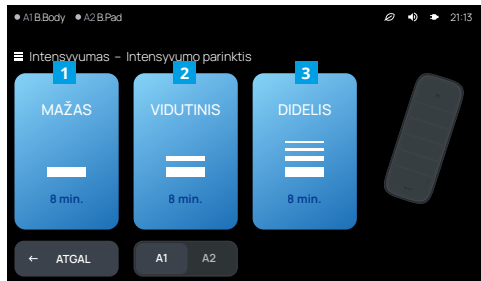 A1 B.Body A2 B.Pad 21:13
Intensyvumas – Intensyvumo parinktis
1 2 3
MAŽAS VIDUTINIS DIDELIS
8 min. 8 min. 8 min.
← ATGAL A1 A2